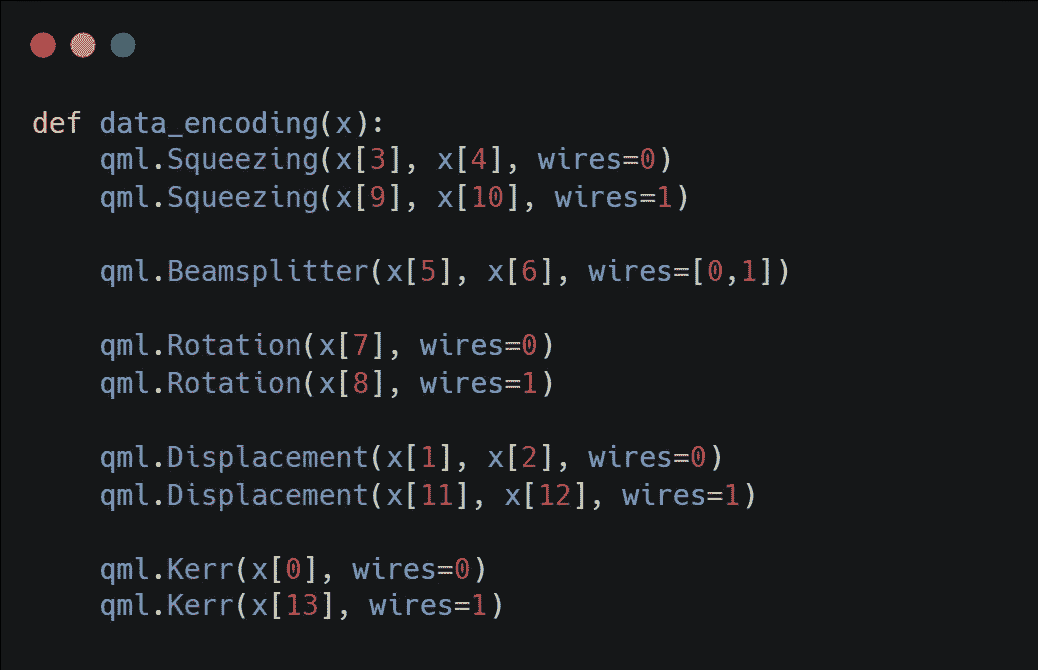 def data_encoding(x):
    qml.Squeezing(x[3], x[4], wires=0)
    qml.Squeezing(x[9], x[10], wires=1)

    qml.Beamsplitter(x[5], x[6], wires=[0,1])

    qml.Rotation(x[7], wires=0)
    qml.Rotation(x[8], wires=1)

    qml.Displacement(x[1], x[2], wires=0)
    qml.Displacement(x[11], x[12], wires=1)

    qml.Kerr(x[0], wires=0)
    qml.Kerr(x[13], wires=1)